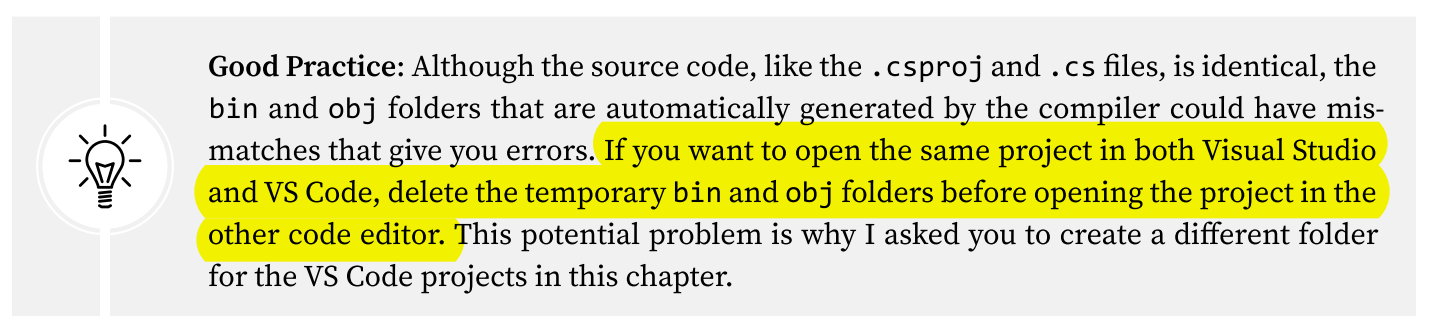 Good Practice: Although the source code, like the .csproj and .cs files, is identical, the
bin and obj folders that are automatically generated by the compiler could have mis-
matches that give you errors. If you want to open the same project in both Visual Studio
and VS Code, delete the temporary bin and obj folders before opening the project in the
other code editor. This potential problem is why I asked you to create a different folder
for the VS Code projects in this chapter.